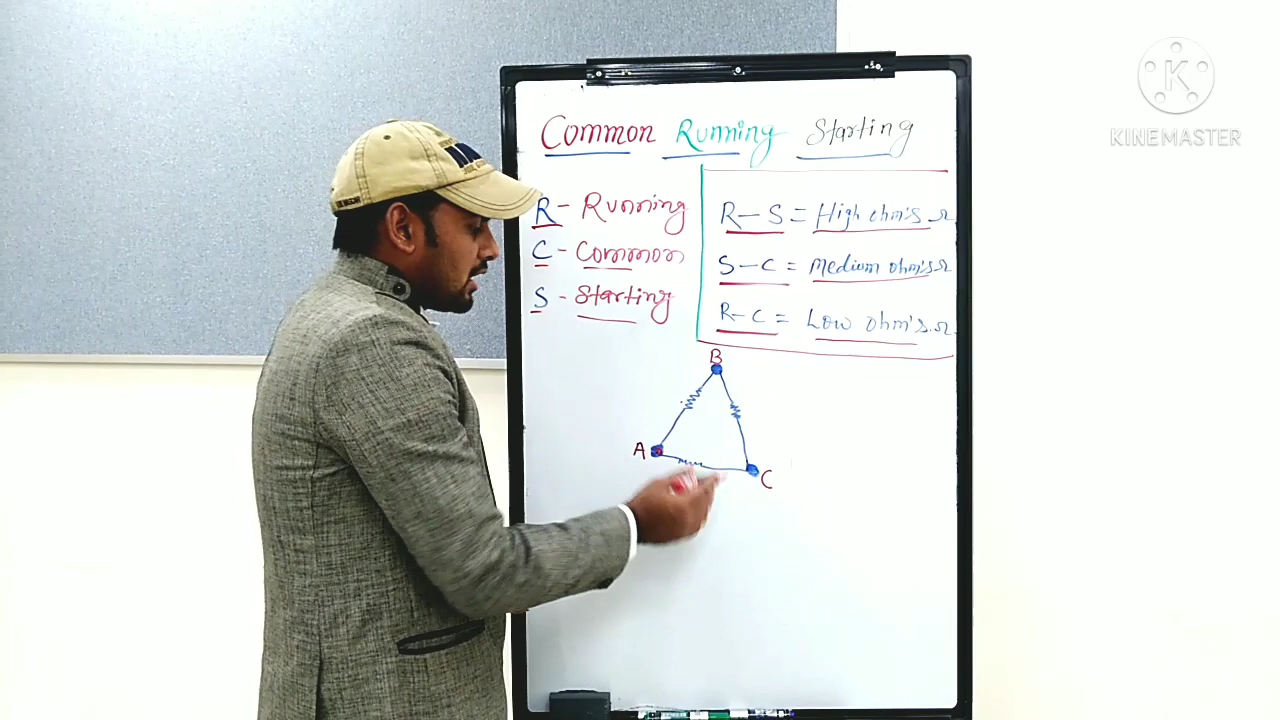 Common Running Starting
R - Running
C - Common
S - Starting
R - S = High ohm's Ω
S - C = Medium ohm's Ω
R - C = Low ohm's. Ω
B
A
C
K
KINEMASTER